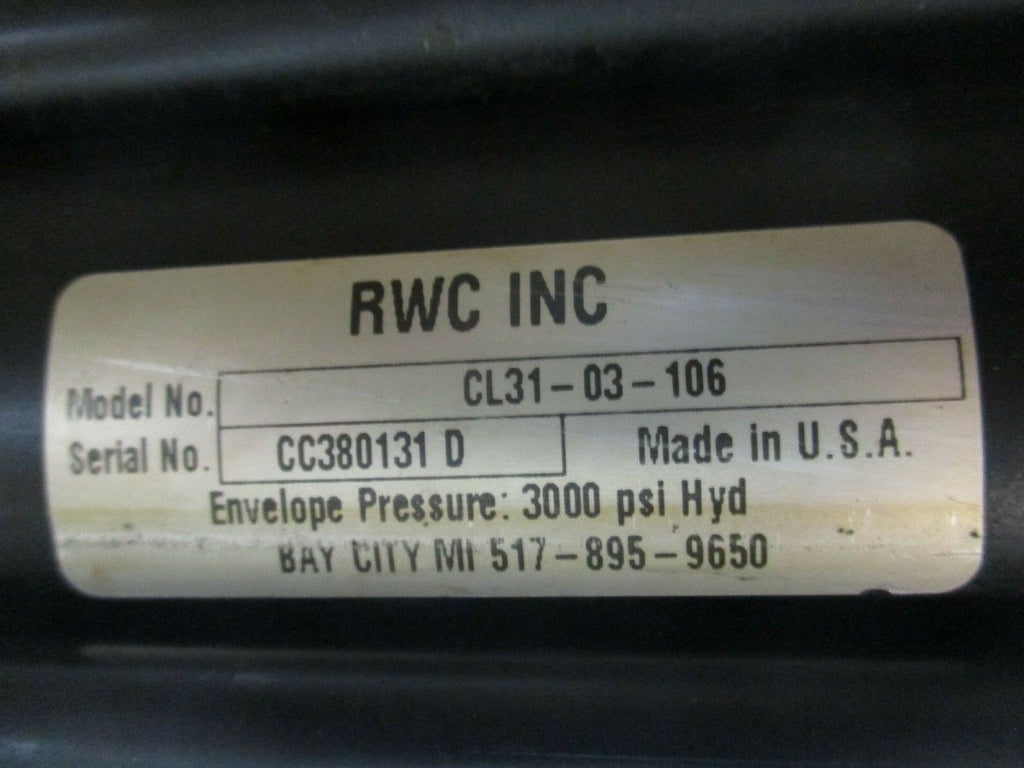 RWC INC
Model No. CL31-03-106
Serial No. CC380131 D Made in U.S.A.
Envelope Pressure: 3000 psi Hyd
BAY CITY MI 517-895-9650